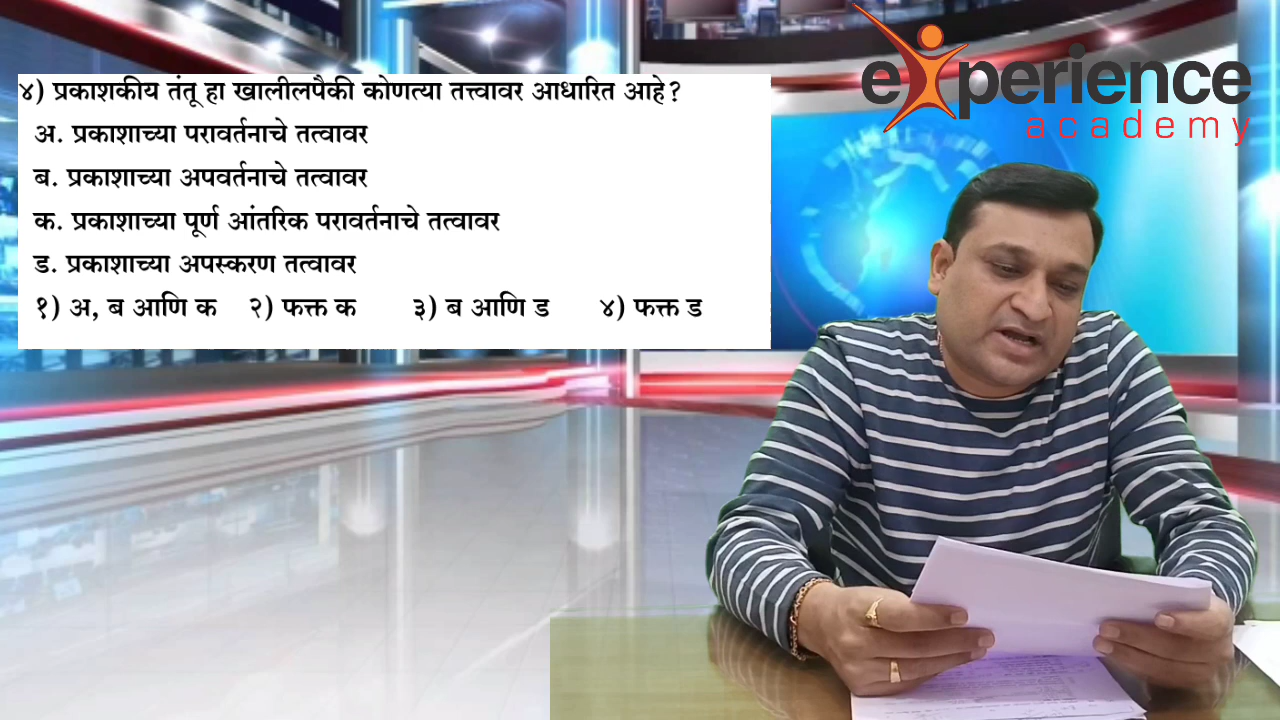 experience
academy
४) प्रकाशकीय तंतू हा खालीलपैकी कोणत्या तत्त्वावर आधारित आहे?
अ. प्रकाशाच्या परावर्तनाचे तत्वावर
ब. प्रकाशाच्या अपवर्तनाचे तत्वावर
क. प्रकाशाच्या पूर्ण आंतरिक परावर्तनाचे तत्वावर
ड. प्रकाशाच्या अपस्करण तत्वावर
१) अ, ब आणि क २) फक्त क ३) ब आणि ड ४) फक्त ड